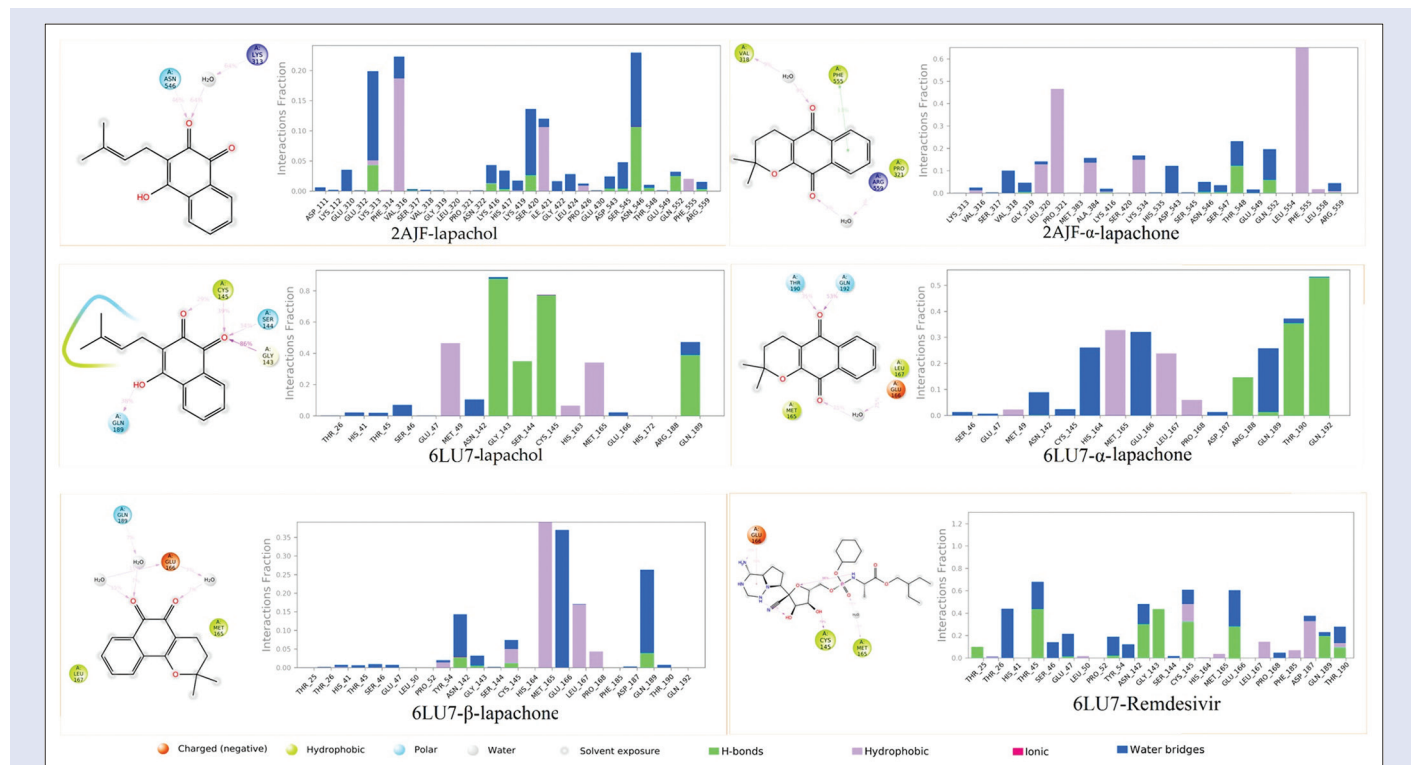 A:
LYS
313
A:
ASN
546
H₂O
O
O
HO
Interactions Fraction
0.20
0.15
0.10
0.05
0.00
ASP_111
LYS_112
GLU_310
GLU_312
LYS_313
PHE_314
VAL_316
SER_317
VAL_318
GLY_319
LEU_320
PRO_321
ASN_322
LYS_416
HIS_417
LYS_419
SER_420
ILE_421
GLY_422
LEU_424
PRO_426
GLU_430
ASP_543
SER_545
ASN_546
THR_548
GLU_549
GLN_552
PHE_555
ARG_559
2AJF-lapachol
A:
VAL
318
H₂O
A:
PHE
555
O
O
O
A:
ARG
559
A:
PRO
321
H₂O
Interactions Fraction
0.6
0.5
0.4
0.3
0.2
0.1
0.0
LYS_313
VAL_316
SER_317
VAL_318
GLY_319
LEU_320
PRO_321
MET_383
ALA_384
LYS_416
SER_420
LYS_534
HIS_535
ASP_543
SER_545
ASN_546
SER_547
THR_548
GLU_549
GLN_552
LEU_554
PHE_555
LEU_558
ARG_559
2AJF-α-lapachone
A:
CYS
145
A:
SER
144
A:
GLY
143
O
O
HO
A:
GLN
189
Interactions Fraction
0.8
0.6
0.4
0.2
0.0
THR_26
HIS_41
THR_45
SER_46
GLU_47
MET_49
ASN_142
GLY_143
SER_144
CYS_145
HIS_163
MET_165
GLU_166
HIS_172
ARG_188
GLN_189
6LU7-lapachol
A:
THR
190
A:
GLN
192
O
O
O
A:
LEU
167
A:
GLU
166
A:
MET
165
H₂O
Interactions Fraction
0.5
0.4
0.3
0.2
0.1
0.0
SER_46
GLU_47
MET_49
ASN_142
CYS_145
HIS_164
MET_165
GLU_166
LEU_167
PRO_168
ASP_187
ARG_188
GLN_189
THR_190
GLN_192
6LU7-α-lapachone
A:
GLN
189
H₂O
A:
GLU
166
H₂O
H₂O
O
O
O
A:
MET
165
A:
LEU
167
Interactions Fraction
0.35
0.30
0.25
0.20
0.15
0.10
0.05
0.00
THR_25
THR_26
HIS_41
THR_45
SER_46
GLU_47
LEU_50
PRO_52
TYR_54
ASN_142
GLY_143
SER_144
CYS_145
HIS_164
MET_165
GLU_166
LEU_167
PRO_168
PHE_185
ASP_187
GLN_189
THR_190
GLN_192
6LU7-β-lapachone
A:
GLU
166
A:
CYS
145
A:
MET
165
Interactions Fraction
1.2
1.0
0.8
0.6
0.4
0.2
0.0
THR_25
THR_26
HIS_41
THR_45
SER_46
GLU_47
LEU_50
PRO_52
TYR_54
ASN_142
GLY_143
SER_144
CYS_145
HIS_164
MET_165
GLU_166
LEU_167
PRO_168
PHE_185
ASP_187
GLN_189
THR_190
6LU7-Remdesivir
Charged (negative) Hydrophobic Polar Water Solvent exposure H-bonds Hydrophobic Ionic Water bridges